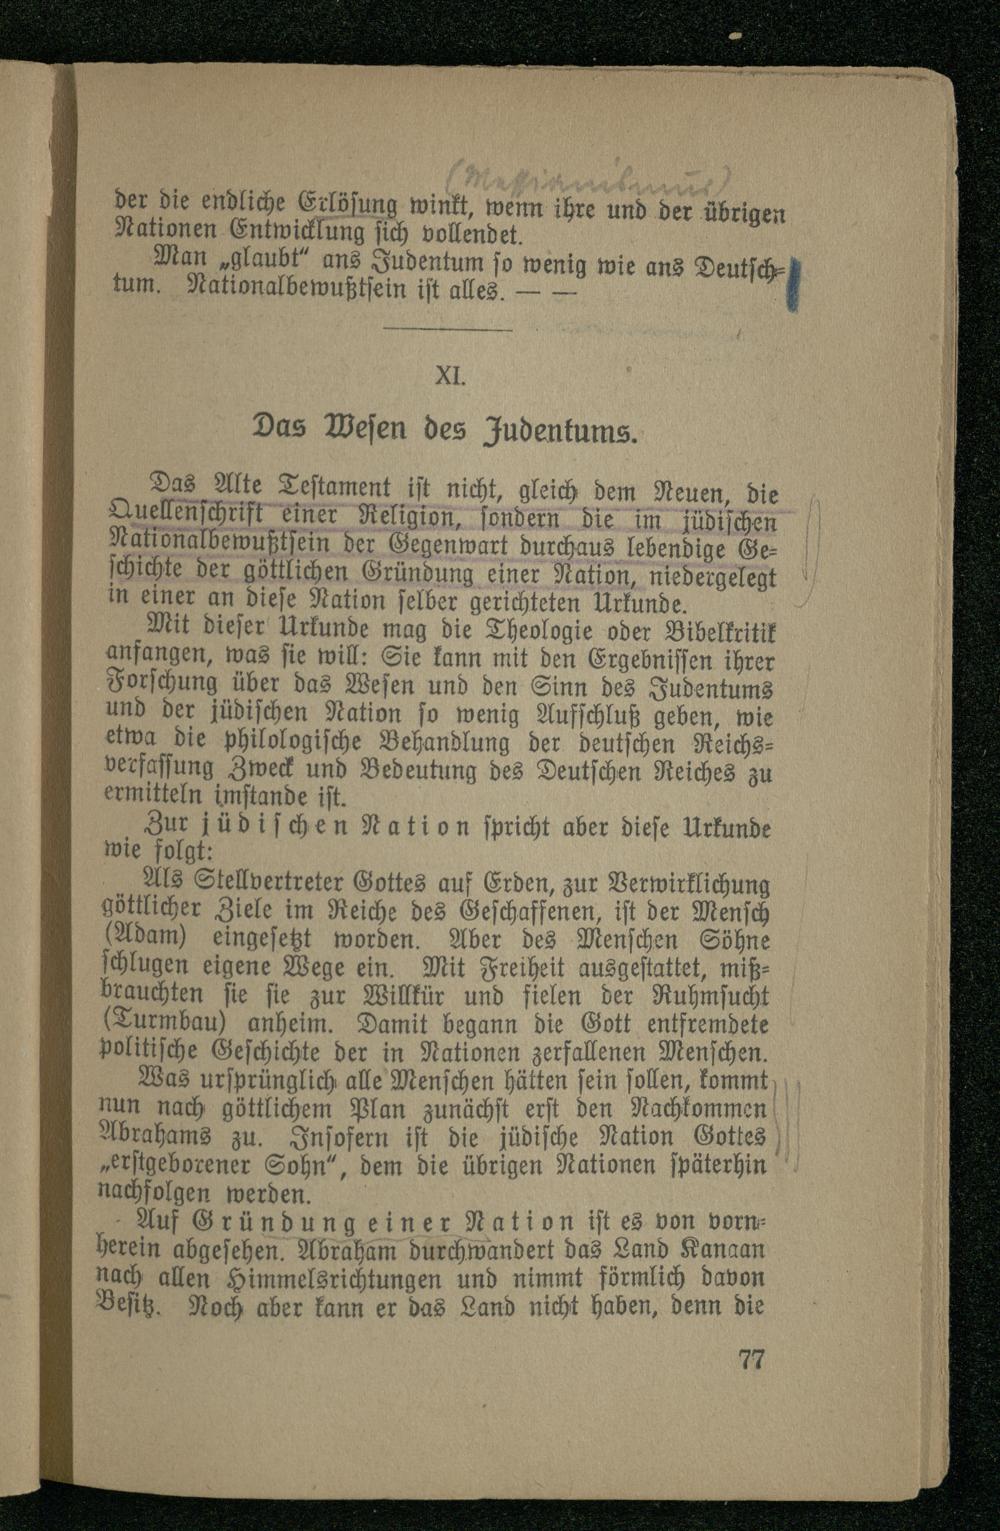 (Messianismus)
der die endliche Erlösung winkt, wenn ihre und der übrigen
Nationen Entwicklung sich vollendet.
Man „glaubt“ ans Judentum so wenig wie ans Deutsch-
tum. Nationalbewußtsein ist alles. — —
XI.
Das Wesen des Judentums.
Das Alte Testament ist nicht, gleich dem Neuen, die
Quellenschrift einer Religion, sondern die im jüdischen
Nationalbewußtsein der Gegenwart durchaus lebendige Ge-
schichte der göttlichen Gründung einer Nation, niedergelegt
in einer an diese Nation selber gerichteten Urkunde.
Mit dieser Urkunde mag die Theologie oder Bibelkritik
anfangen, was sie will: Sie kann mit den Ergebnissen ihrer
Forschung über das Wesen und den Sinn des Judentums
und der jüdischen Nation so wenig Aufschluß geben, wie
etwa die philologische Behandlung der deutschen Reichs-
verfassung Zweck und Bedeutung des Deutschen Reiches zu
ermitteln imstande ist.
Zur jüdischen Nation spricht aber diese Urkunde
wie folgt:
Als Stellvertreter Gottes auf Erden, zur Verwirklichung
göttlicher Ziele im Reiche des Geschaffenen, ist der Mensch
(Adam) eingesetzt worden. Aber des Menschen Söhne
schlugen eigene Wege ein. Mit Freiheit ausgestattet, miß-
brauchten sie sie zur Willkür und fielen der Ruhmsucht
(Turmbau) anheim. Damit begann die Gott entfremdete
politische Geschichte der in Nationen zerfallenen Menschen.
Was ursprünglich alle Menschen hätten sein sollen, kommt
nun nach göttlichem Plan zunächst erst den Nachkommen
Abrahams zu. Insofern ist die jüdische Nation Gottes
„erstgeborener Sohn“, dem die übrigen Nationen späterhin
nachfolgen werden.
Auf Gründung einer Nation ist es von vorn-
herein abgesehen. Abraham durchwandert das Land Kanaan
nach allen Himmelsrichtungen und nimmt förmlich davon
Besitz. Noch aber kann er das Land nicht haben, denn die
77